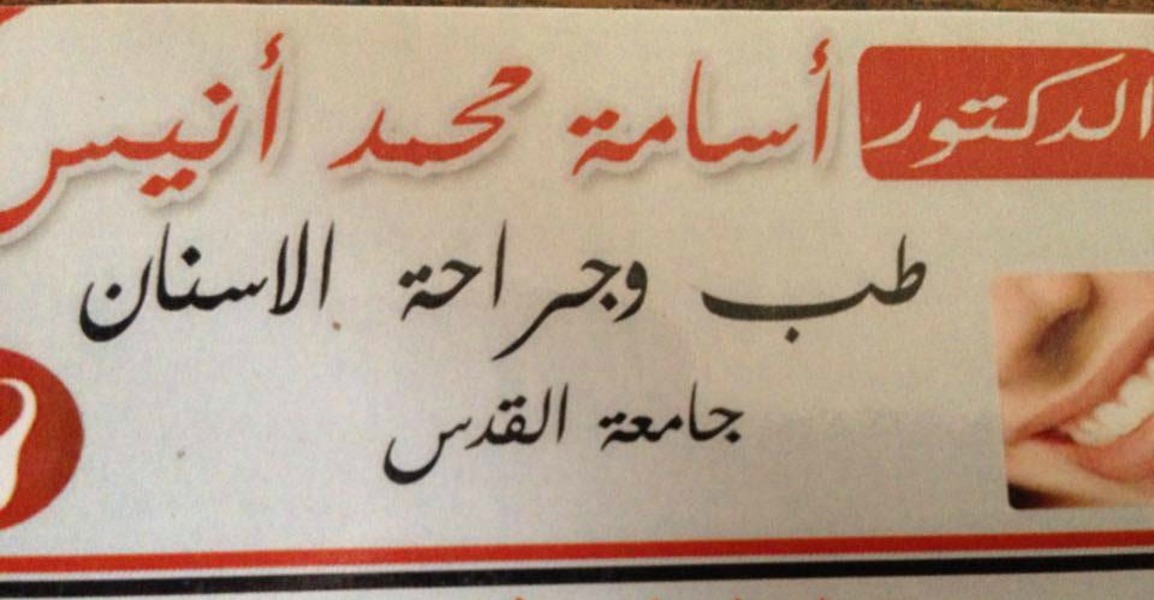 الدكتور أسامة محمد أنيس
طب وجراحة الاسنان
جامعة القدس